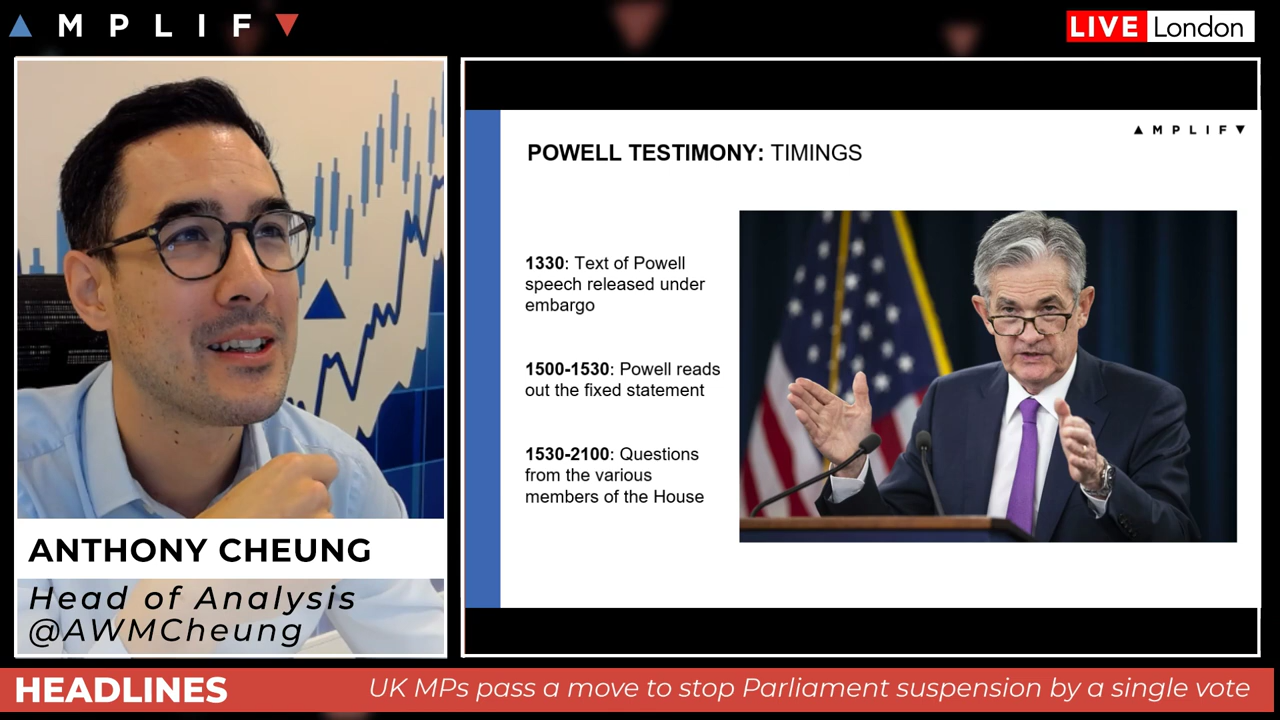 AMPLIFY
LIVE London
AMPLIFY
POWELL TESTIMONY: TIMINGS
1330: Text of Powell
speech released under
embargo
1500-1530: Powell reads
out the fixed statement
1530-2100: Questions
from the various
members of the House
ANTHONY CHEUNG
Head of Analysis
@AWMCheung
HEADLINES UK MPs pass a move to stop Parliament suspension by a single vote